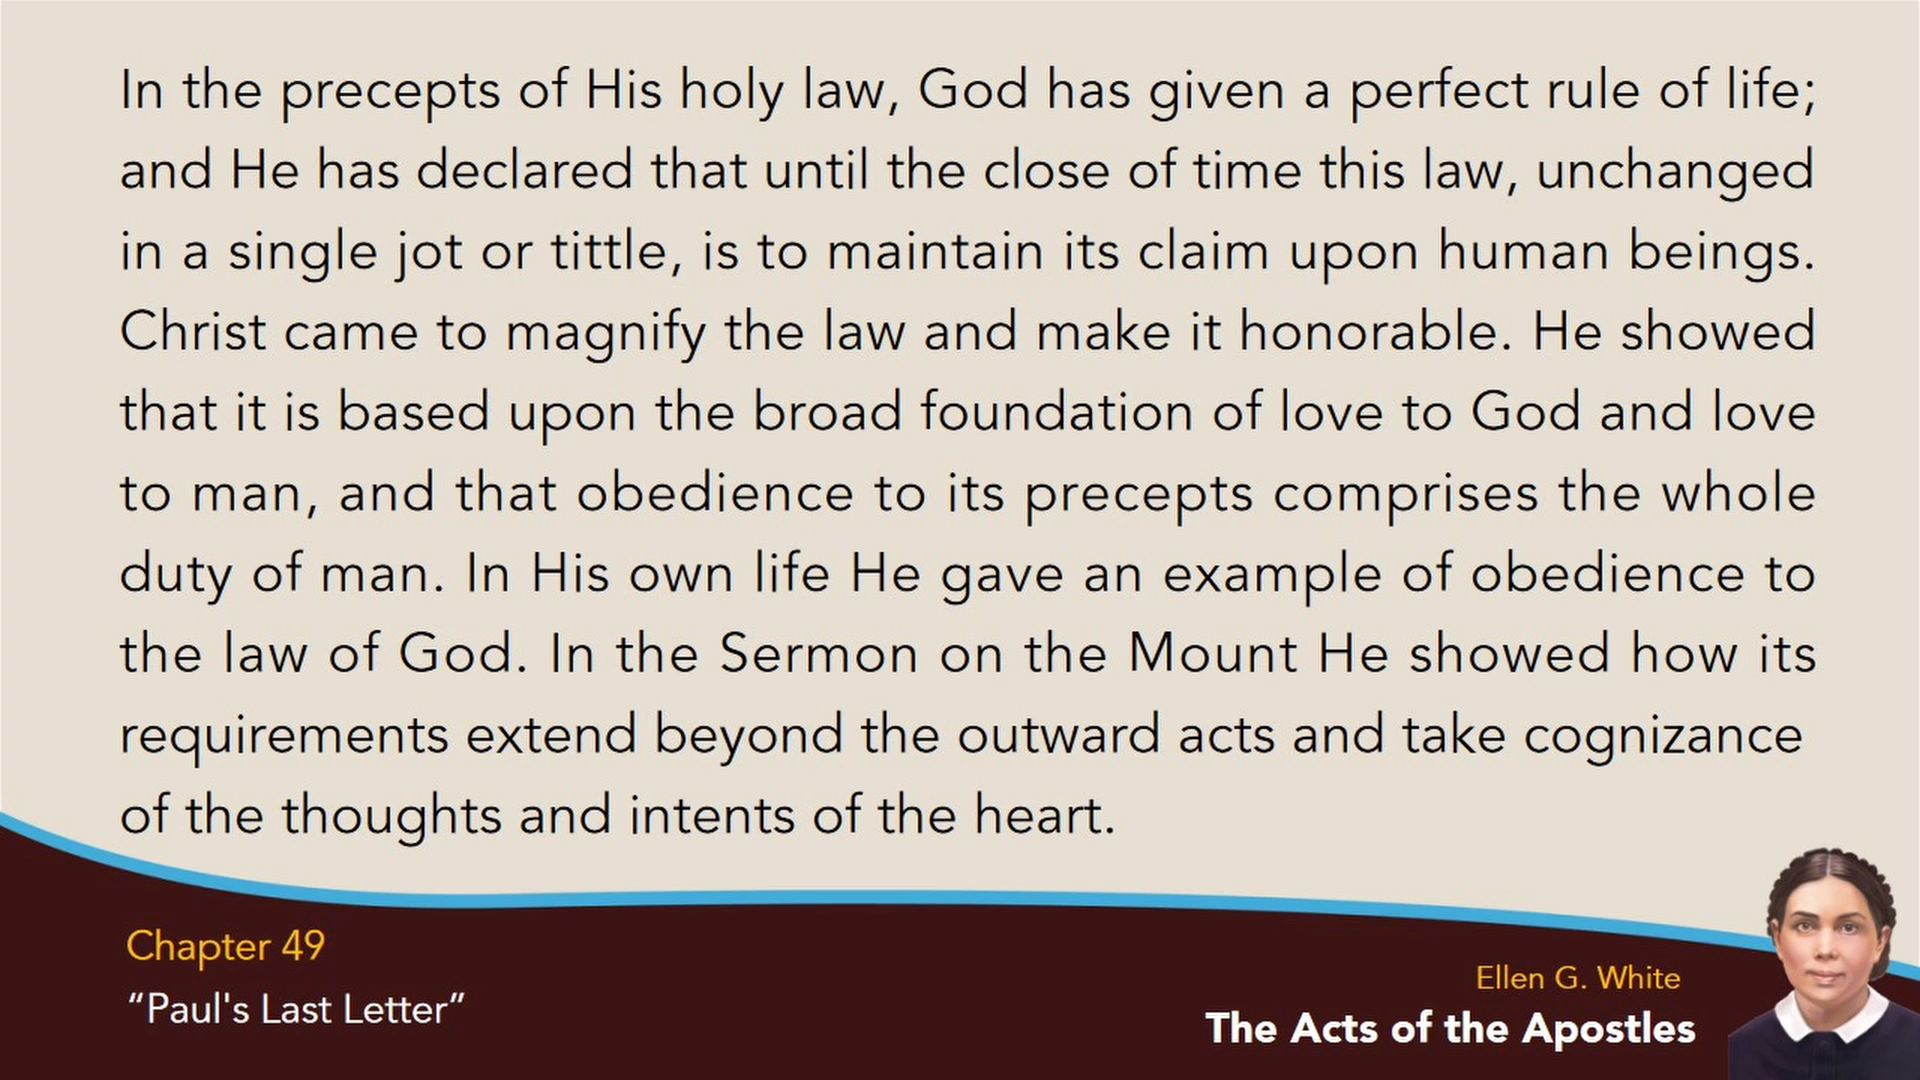 In the precepts of His holy law, God has given a perfect rule of life;
and He has declared that until the close of time this law, unchanged
in a single jot or tittle, is to maintain its claim upon human beings.
Christ came to magnify the law and make it honorable. He showed
that it is based upon the broad foundation of love to God and love
to man, and that obedience to its precepts comprises the whole
duty of man. In His own life He gave an example of obedience to
the law of God. In the Sermon on the Mount He showed how its
requirements extend beyond the outward acts and take cognizance
of the thoughts and intents of the heart.
Chapter 49
“Paul's Last Letter”
Ellen G. White
The Acts of the Apostles